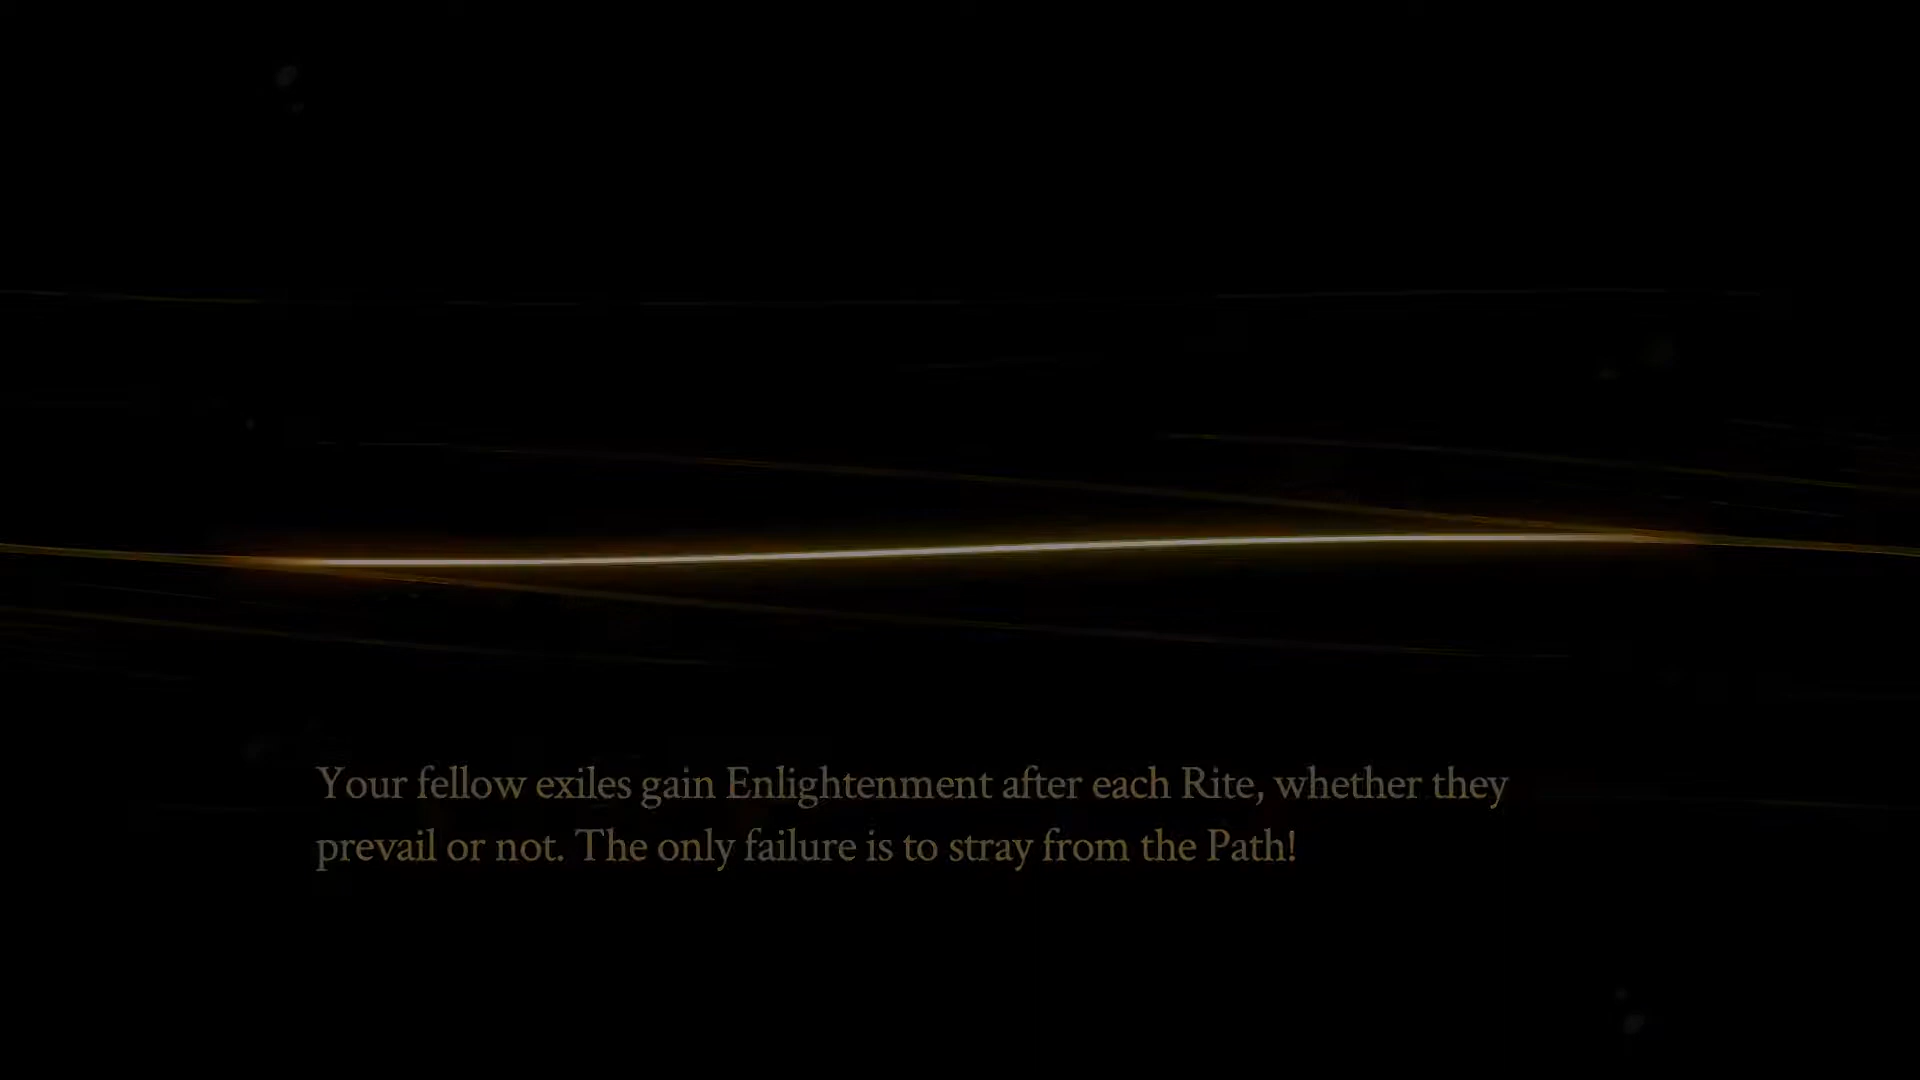 Your fellow exiles gain Enlightenment after each Rite, whether they
prevail or not. The only failure is to stray from the Path!